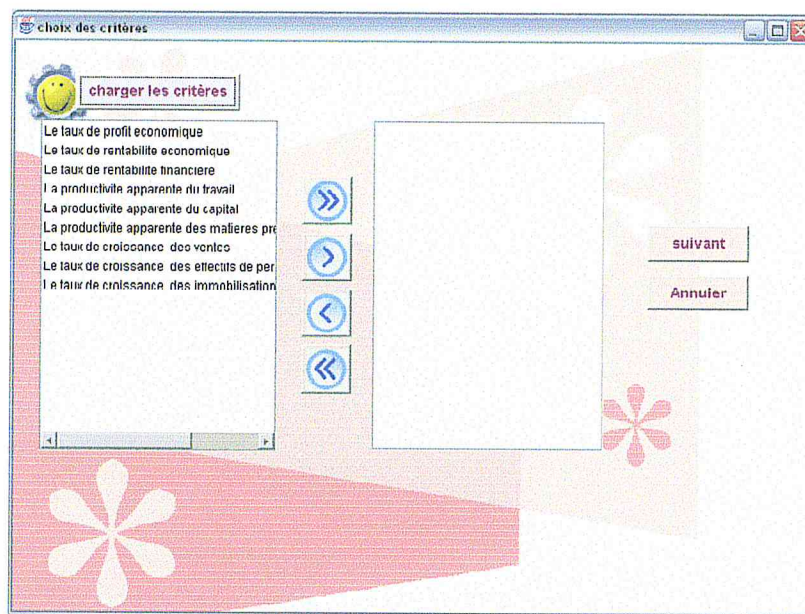 choix des critères
charger les critères
Le taux de profit economique
Le taux de rentabilite economique
Le taux de rentabilite financiere
La productivite apparente du travail
La productivite apparente du capital
La productivite apparente des matieres pre
Le taux de croissance des ventes
Le taux de croissance des effectifs de per
Le taux de croissance des immobilisation
suivant
Annuler